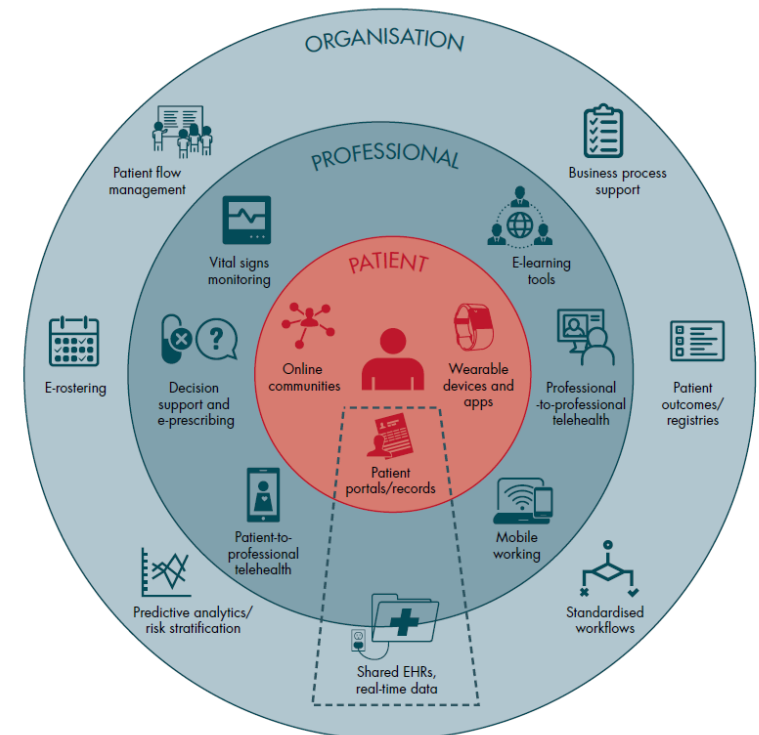 ORGANISATION
Patient flow
management
Business process
support
PROFESSIONAL
Vital signs
monitoring
E-learning
tools
PATIENT
Online
communities
Wearable
devices and
apps
E-rostering
Decision
support and
e-prescribing
?
Professional
-to-professional
telehealth
Patient
outcomes/
registries
Patient
portals/records
Patient-to-
professional
telehealth
Mobile
working
Predictive analytics/
risk stratification
Standardised
workflows
Shared EHRs,
real-time data